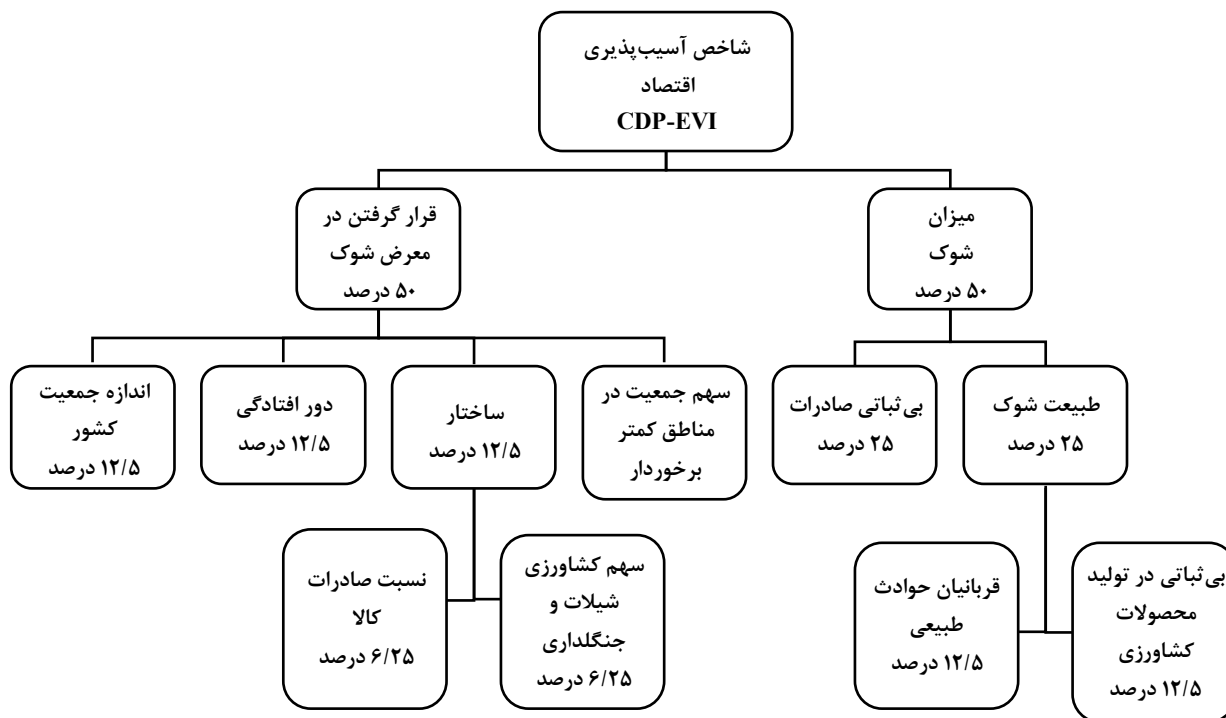 شاخص آسیب‌پذیری
اقتصاد
CDP-EVI
میزان
شوک
۵۰ درصد
قرار گرفتن در
معرض شوک
۵۰ درصد
طبیعت شوک
۲۵ درصد
بی‌ثباتی صادرات
۲۵ درصد
سهم جمعیت در
مناطق کمتر
برخوردار
ساختار
۱۲/۵ درصد
دور افتادگی
۱۲/۵ درصد
اندازه جمعیت
کشور
۱۲/۵ درصد
بی‌ثباتی در تولید
محصولات
کشاورزی
۱۲/۵ درصد
قربانیان حوادث
طبیعی
۱۲/۵ درصد
سهم کشاورزی
شیلات و
جنگلداری
۶/۲۵ درصد
نسبت صادرات
کالا
۶/۲۵ درصد